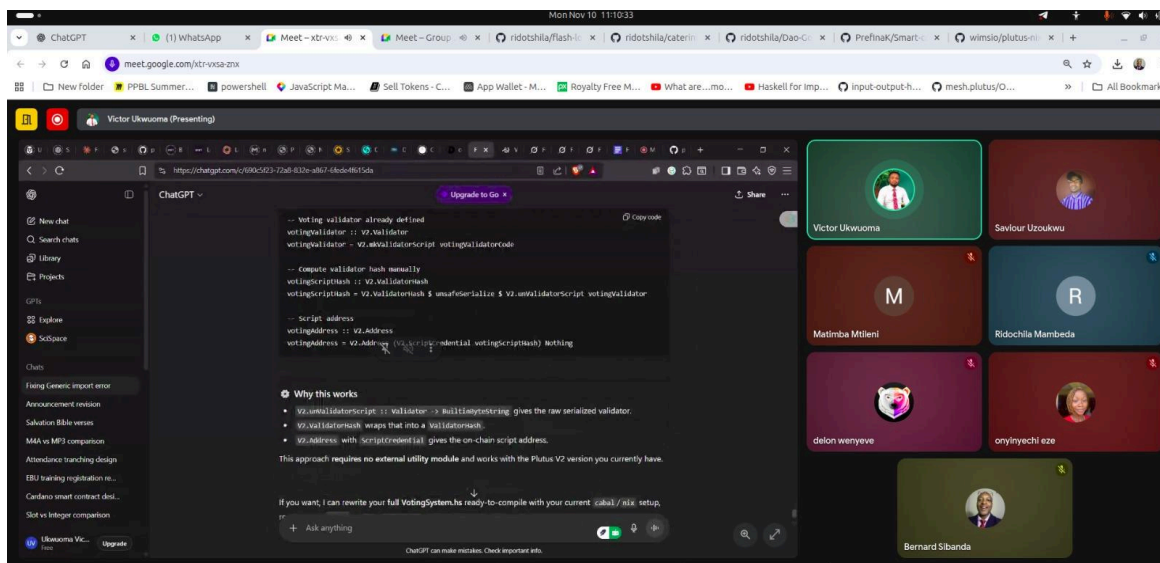 Mon Nov 10 11:10:33
ChatGPT
(1) WhatsApp
Meet – xtr-vxs
Meet – Group
ridotshila/flash-lo
ridotshila/caterin
ridotshila/Dao-Go
PrefinaK/Smart-c
wimsio/plutus-nix
meet.google.com/xtr-vxsa-znx
New folder
PPBL Summer...
powershell
JavaScript Ma...
Sell Tokens - C...
App Wallet - M...
Royalty Free M...
What are...mo...
Haskell for Imp...
input-output-h...
mesh.plutus/O...
All Bookmark
Victor Ukwuoma (Presenting)
https://chatgpt.com/c/690c5f23-72a8-832e-a867-6fede4f615da
ChatGPT
Upgrade to Go ×
Share
New chat
Search chats
Library
Projects
GPTs
Explore
SciSpace
Chats
Fixing Generic import error
Announcement revision
Salvation Bible verses
M4A vs MP3 comparison
Attendance tranching design
EBU training registration re...
Cardano smart contract desi...
Slot vs Integer comparison
Ukwuoma Vic...
Free
Upgrade
Copy code
-- Voting validator already defined
votingValidator :: V2.Validator
votingValidator = V2.mkValidatorScript votingValidatorCode
-- Compute validator hash manually
votingScriptHash :: V2.ValidatorHash
votingScriptHash = V2.ValidatorHash $ unsafeSerialize $ V2.unValidatorScript votingValidator
-- Script address
votingAddress :: V2.Address
votingAddress = V2.Address (V2.ScriptCredential votingScriptHash) Nothing
Why this works
• V2.unValidatorScript :: Validator -> BuiltinByteString gives the raw serialized validator.
• V2.ValidatorHash wraps that into a ValidatorHash.
• V2.Address with ScriptCredential gives the on-chain script address.
This approach requires no external utility module and works with the Plutus V2 version you currently have.
If you want, I can rewrite your full VotingSystem.hs ready-to-compile with your current cabal/nix setup,
Ask anything
ChatGPT can make mistakes. Check important info.
Victor Ukwuoma
Saviour Uzoukwu
M
Matimba Mtileni
R
Ridochila Mambeda
delon wenyeve
onyinyechi eze
Bernard Sibanda